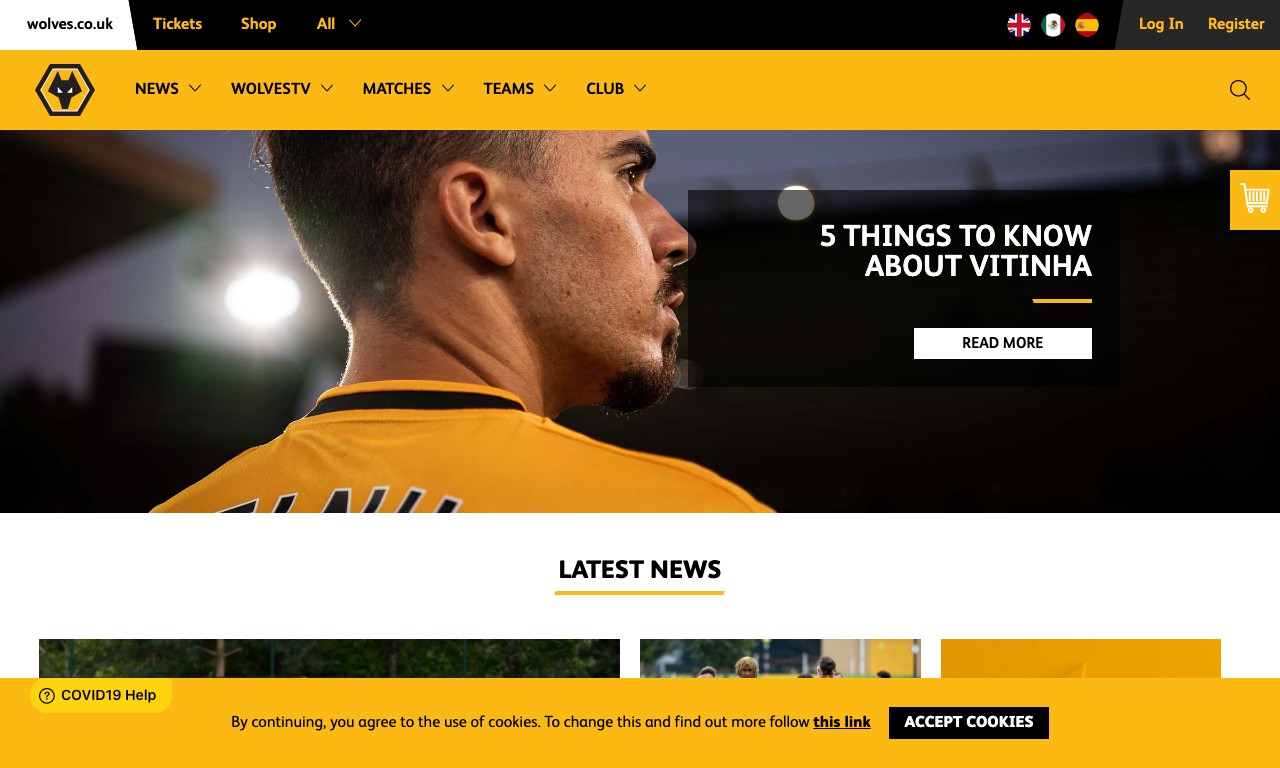 wolves.co.uk
Tickets
Shop
All
Log In
Register
NEWS
WOLVESTV
MATCHES
TEAMS
CLUB
5 THINGS TO KNOW
ABOUT VITINHA
READ MORE
LATEST NEWS
COVID19 Help
By continuing, you agree to the use of cookies. To change this and find out more follow this link
ACCEPT COOKIES